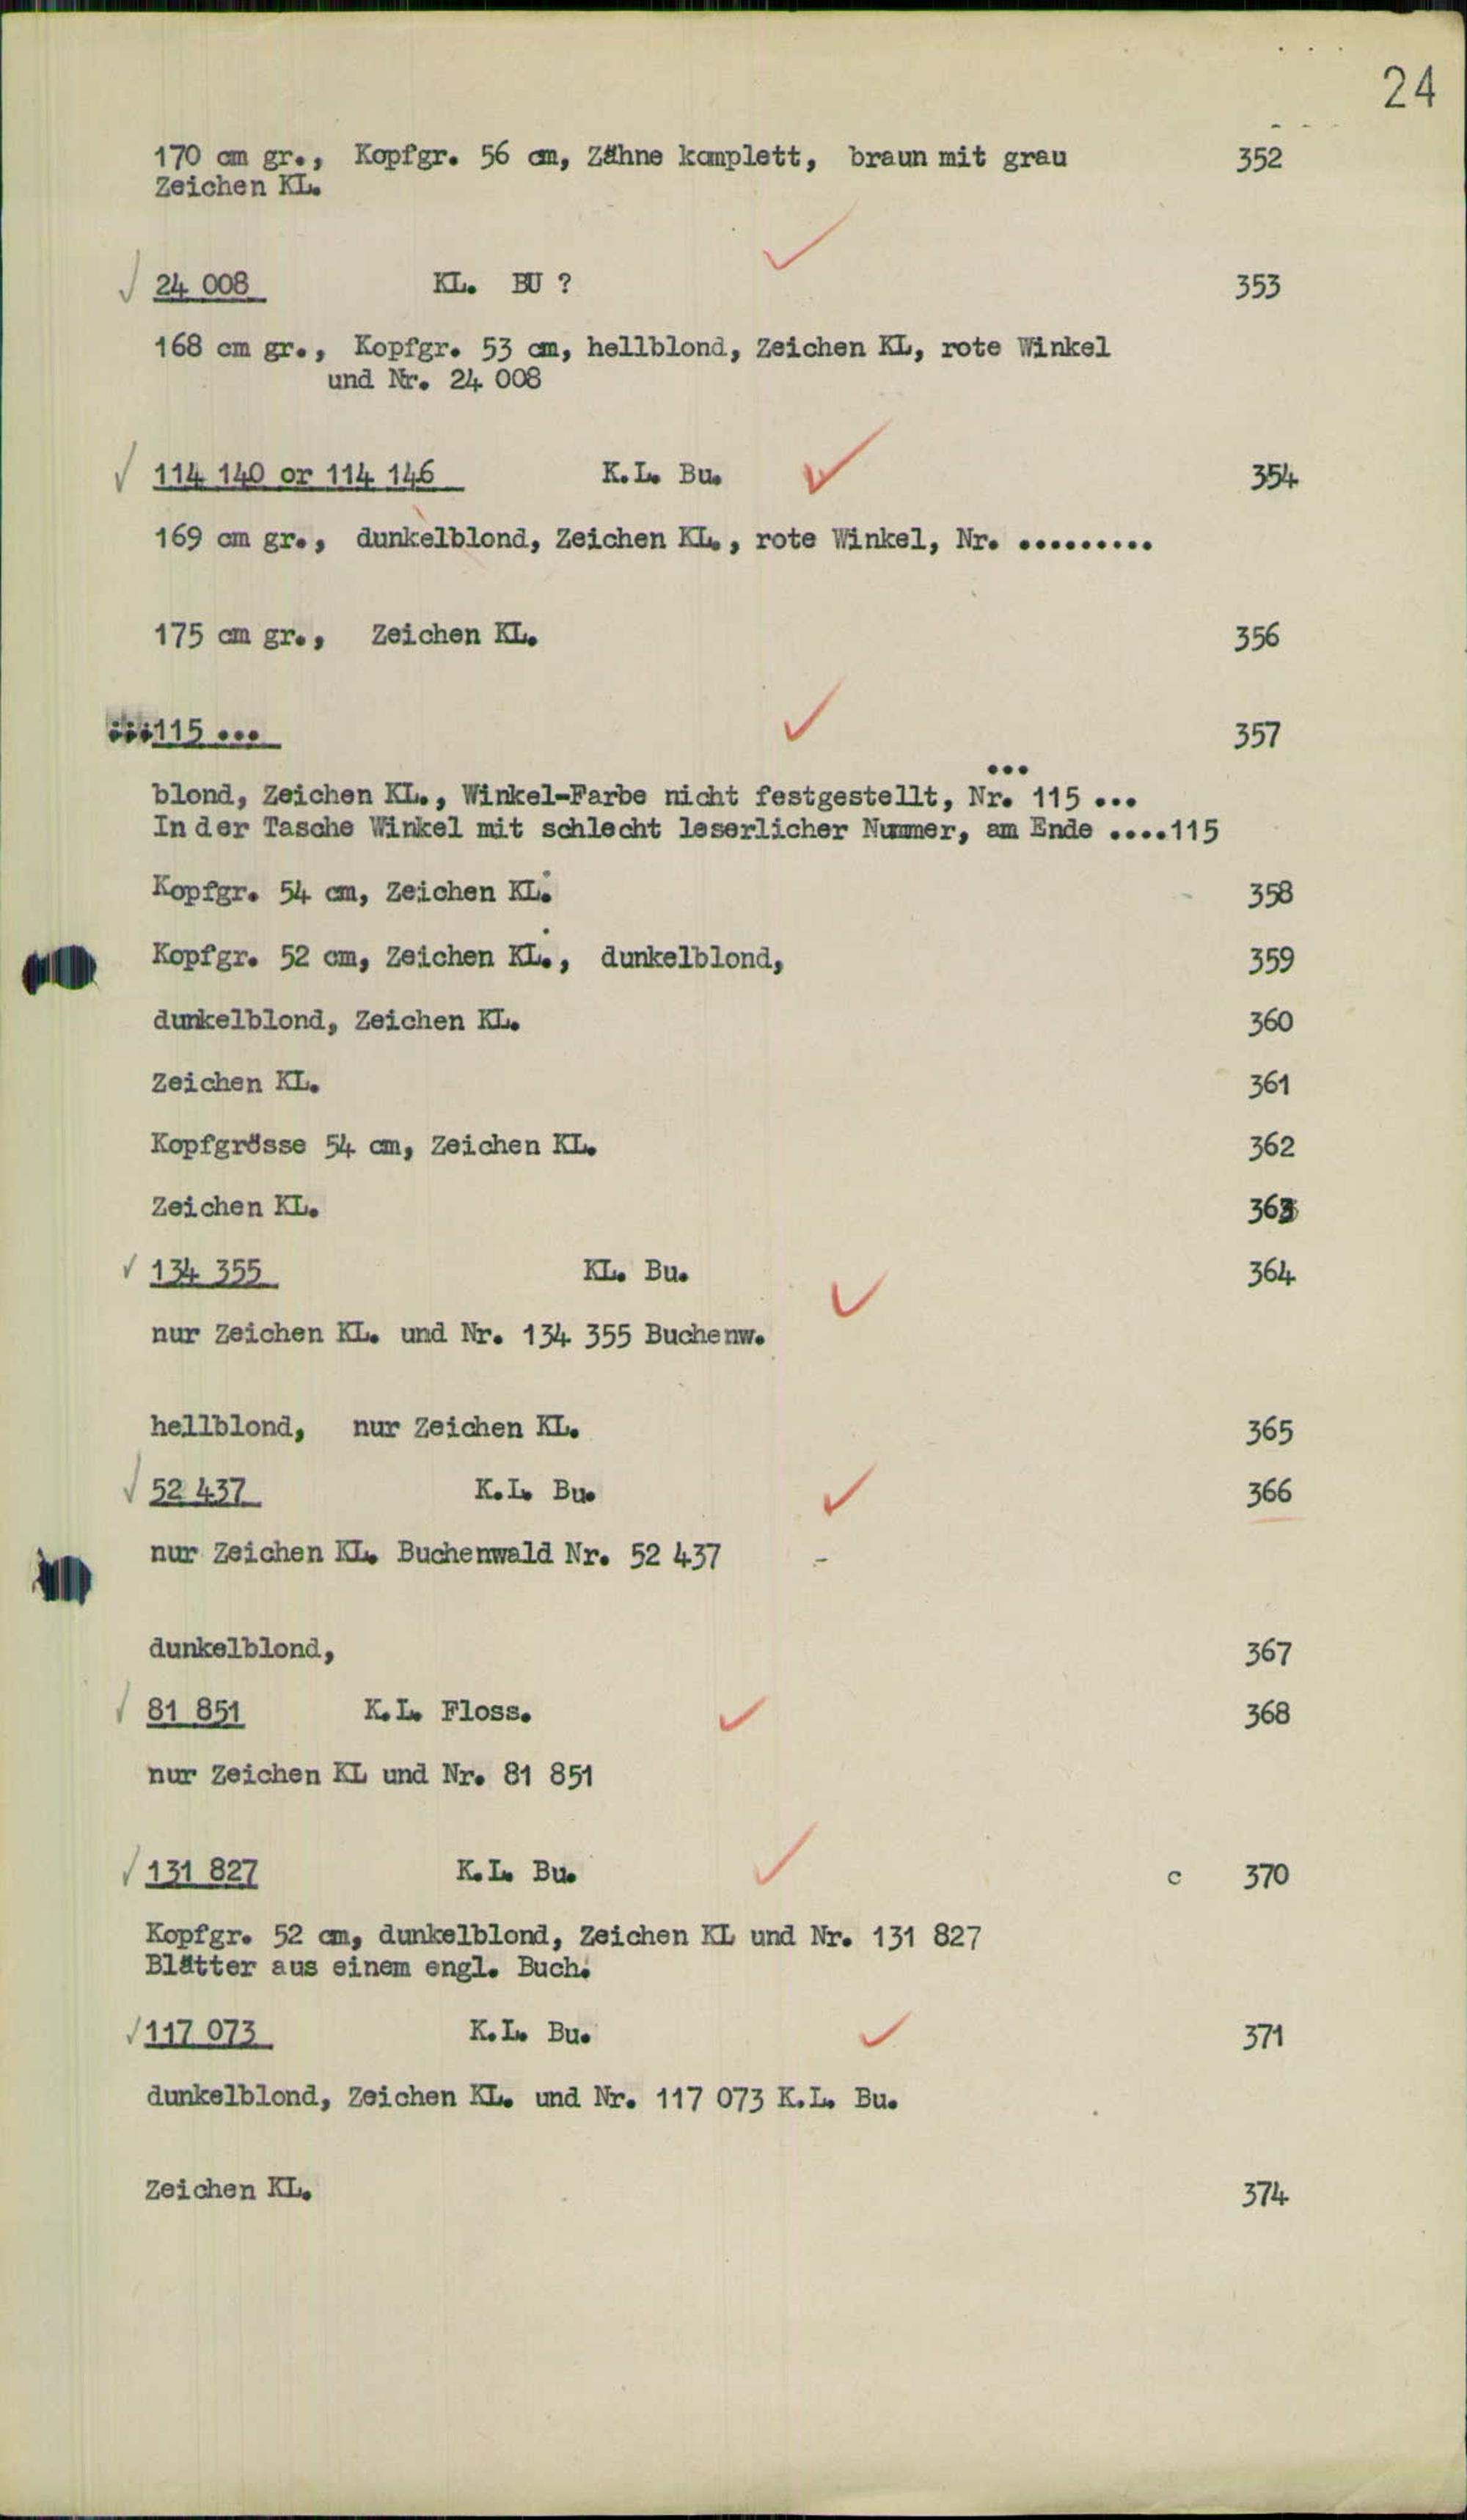 24
170 cm gr., Kopfgr. 56 cm, Zähne komplett, braun mit grau 352
Zeichen KL.
√ 24 008 KL. BU ? 353
168 cm gr., Kopfgr. 53 cm, hellblond, Zeichen KL, rote Winkel
und Nr. 24 008
√ 114 140 or 114 146 K.L. Bu. 354
169 cm gr., dunkelblond, Zeichen KL., rote Winkel, Nr. .........
175 cm gr., Zeichen KL. 356
...115 ... 357
...
blond, Zeichen KL., Winkel-Farbe nicht festgestellt, Nr. 115 ...
In der Tasche Winkel mit schlecht leserlicher Nummer, am Ende ....115
Kopfgr. 54 cm, Zeichen KL. 358
Kopfgr. 52 cm, Zeichen KL., dunkelblond, 359
dunkelblond, Zeichen KL. 360
Zeichen KL. 361
Kopfgrösse 54 cm, Zeichen KL. 362
Zeichen KL. 363
√ 134 355 KL. Bu. 364
nur Zeichen KL. und Nr. 134 355 Buchenw.
hellblond, nur Zeichen KL. 365
√ 52 437 K.L. Bu. 366
nur Zeichen KL. Buchenwald Nr. 52 437
dunkelblond, 367
√ 81 851 K.L. Floss. 368
nur Zeichen KL und Nr. 81 851
√ 131 827 K.L. Bu. c 370
Kopfgr. 52 cm, dunkelblond, Zeichen KL und Nr. 131 827
Blätter aus einem engl. Buch.
√ 117 073 K.L. Bu. 371
dunkelblond, Zeichen KL. und Nr. 117 073 K.L. Bu.
Zeichen KL. 374